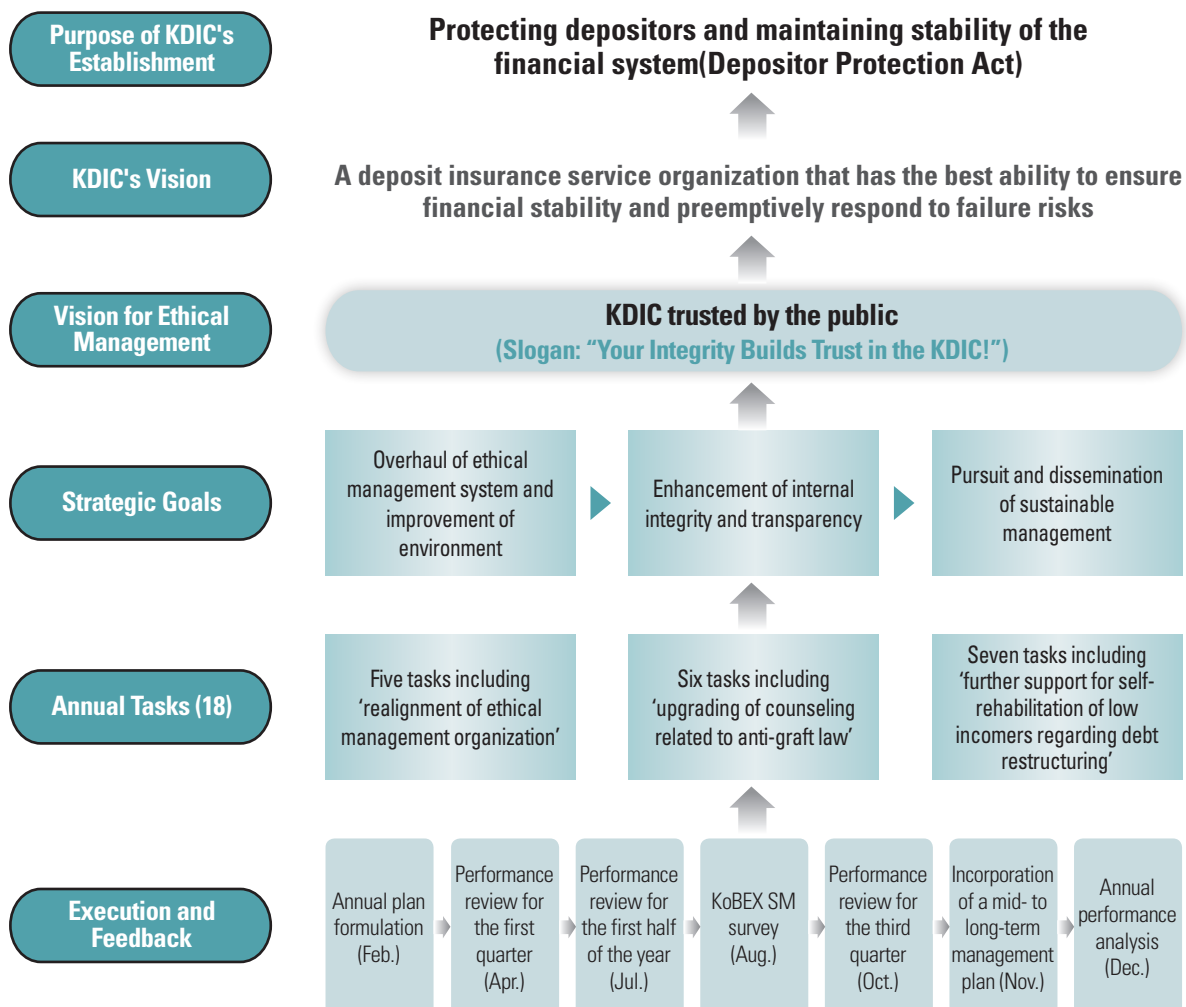 Purpose of KDIC's
Establishment
Protecting depositors and maintaining stability of the
financial system(Depositor Protection Act)
KDIC's Vision
A deposit insurance service organization that has the best ability to ensure
financial stability and preemptively respond to failure risks
Vision for Ethical
Management
KDIC trusted by the public
(Slogan: “Your Integrity Builds Trust in the KDIC!”)
Strategic Goals
Overhaul of ethical
management system and
improvement of
environment
Enhancement of internal
integrity and transparency
Pursuit and dissemination
of sustainable
management
Annual Tasks (18)
Five tasks including
‘realignment of ethical
management organization’
Six tasks including
‘upgrading of counseling
related to anti-graft law’
Seven tasks including
‘further support for self-
rehabilitation of low
incomers regarding debt
restructuring’
Execution and
Feedback
Annual plan
formulation
(Feb.)
Performance
review for
the first
quarter
(Apr.)
Performance
review for
the first half
of the year
(Jul.)
KoBEX SM
survey
(Aug.)
Performance
review for
the third
quarter
(Oct.)
Incorporation
of a mid- to
long-term
management
plan (Nov.)
Annual
performance
analysis
(Dec.)